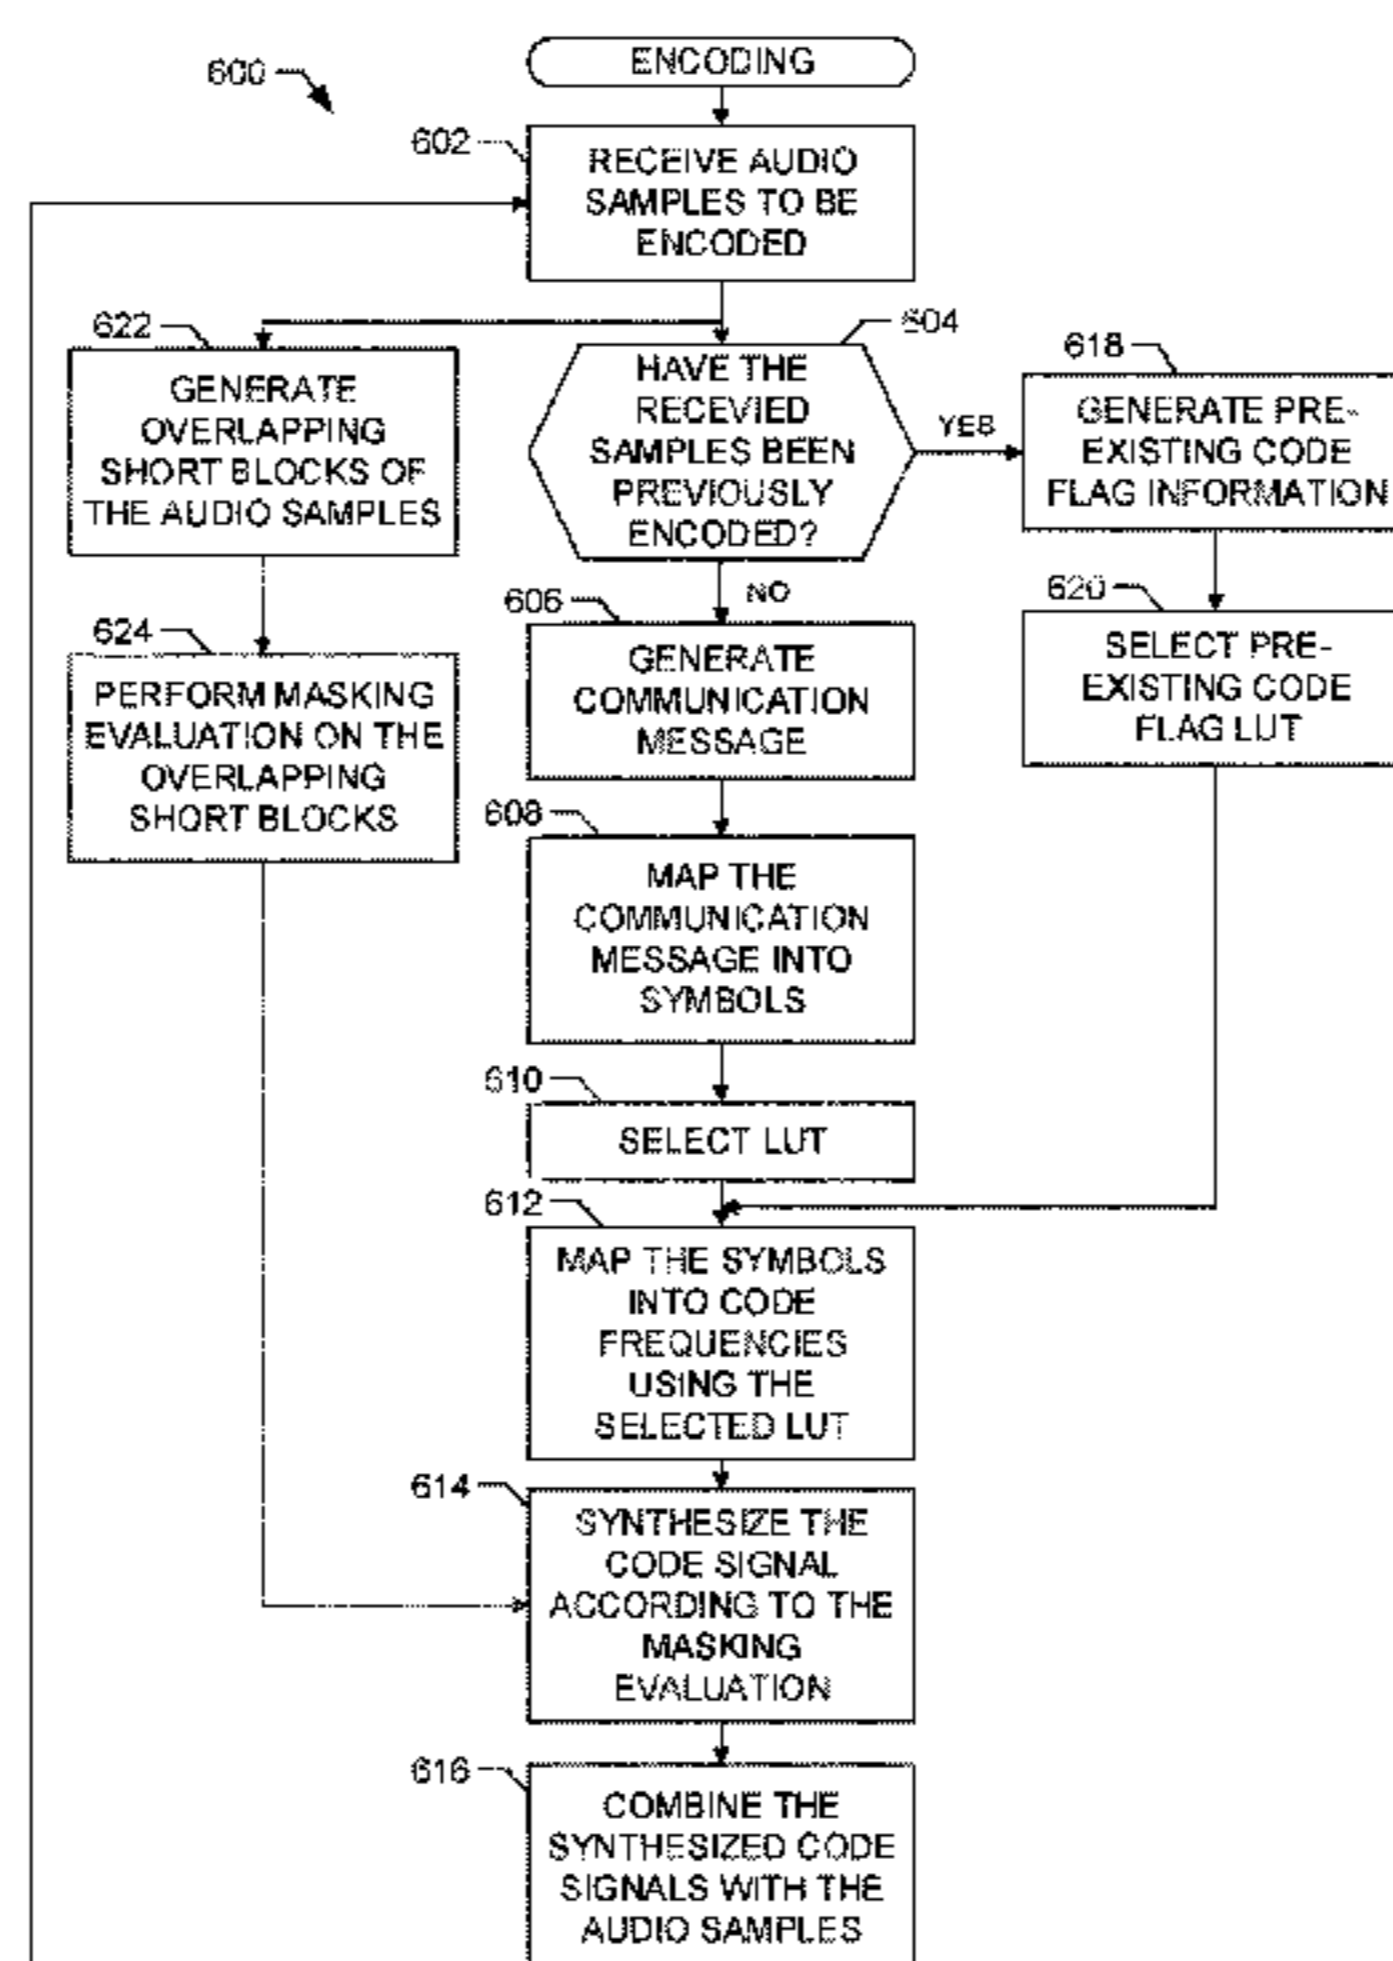 ENCODING
600
602
RECEIVE AUDIO
SAMPLES TO BE
ENCODED
622
GENERATE
OVERLAPPING
SHORT BLOCKS OF
THE AUDIO SAMPLES
604
HAVE THE
RECEVIED
SAMPLES BEEN
PREVIOUSLY
ENCODED?
YES
NO
618
GENERATE PRE-
EXISTING CODE
FLAG INFORMATION
620
SELECT PRE-
EXISTING CODE
FLAG LUT
624
PERFORM MASKING
EVALUATION ON THE
OVERLAPPING
SHORT BLOCKS
606
GENERATE
COMMUNICATION
MESSAGE
608
MAP THE
COMMUNICATION
MESSAGE INTO
SYMBOLS
610
SELECT LUT
612
MAP THE SYMBOLS
INTO CODE
FREQUENCIES
USING THE
SELECTED LUT
614
SYNTHESIZE THE
CODE SIGNAL
ACCORDING TO THE
MASKING
EVALUATION
616
COMBINE THE
SYNTHESIZED CODE
SIGNALS WITH THE
AUDIO SAMPLES